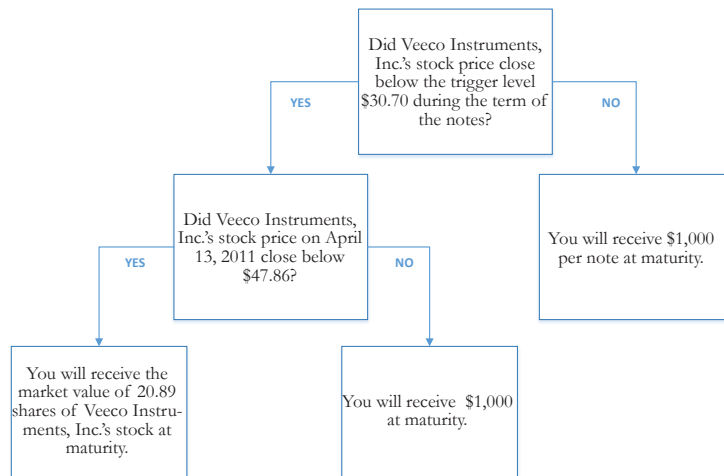 Did Veeco Instruments,
Inc.'s stock price close
below the trigger level
$30.70 during the term of
the notes?
YES
NO
Did Veeco Instruments,
Inc.'s stock price on April
13, 2011 close below
$47.86?
You will receive $1,000
per note at maturity.
YES
NO
You will receive the
market value of 20.89
shares of Veeco Instru-
ments, Inc.'s stock at
maturity.
You will receive $1,000
at maturity.